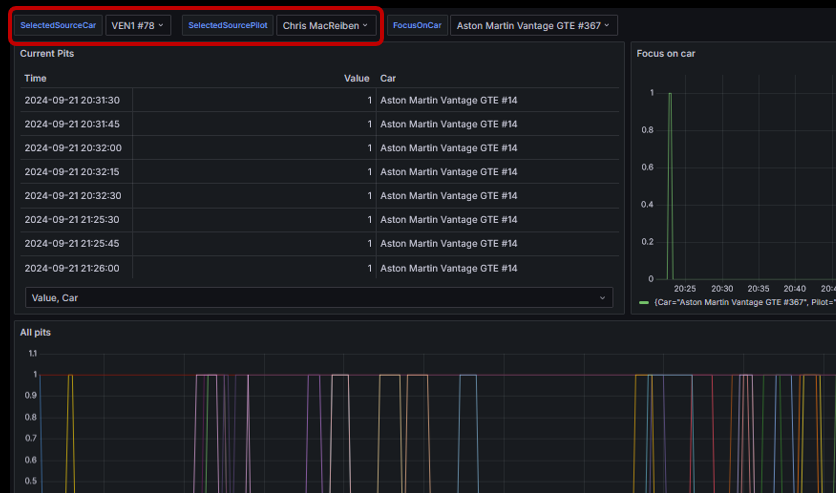 SelectedSourceCar VEN1 #78 SelectedSourcePilot Chris MacReiben FocusOnCar Aston Martin Vantage GTE #367
Current Pits
Time Value Car
2024-09-21 20:31:30 1 Aston Martin Vantage GTE #14
2024-09-21 20:31:45 1 Aston Martin Vantage GTE #14
2024-09-21 20:32:00 1 Aston Martin Vantage GTE #14
2024-09-21 20:32:15 1 Aston Martin Vantage GTE #14
2024-09-21 20:32:30 1 Aston Martin Vantage GTE #14
2024-09-21 21:25:30 1 Aston Martin Vantage GTE #14
2024-09-21 21:25:45 1 Aston Martin Vantage GTE #14
2024-09-21 21:26:00 1 Aston Martin Vantage GTE #14
Value, Car
Focus on car
1
0.8
0.6
0.4
0.2
0
20:25 20:30 20:35 20:40 20:4
{Car="Aston Martin Vantage GTE #367", Pilot="
All pits
1.1
1
0.9
0.8
0.7
0.6
0.5